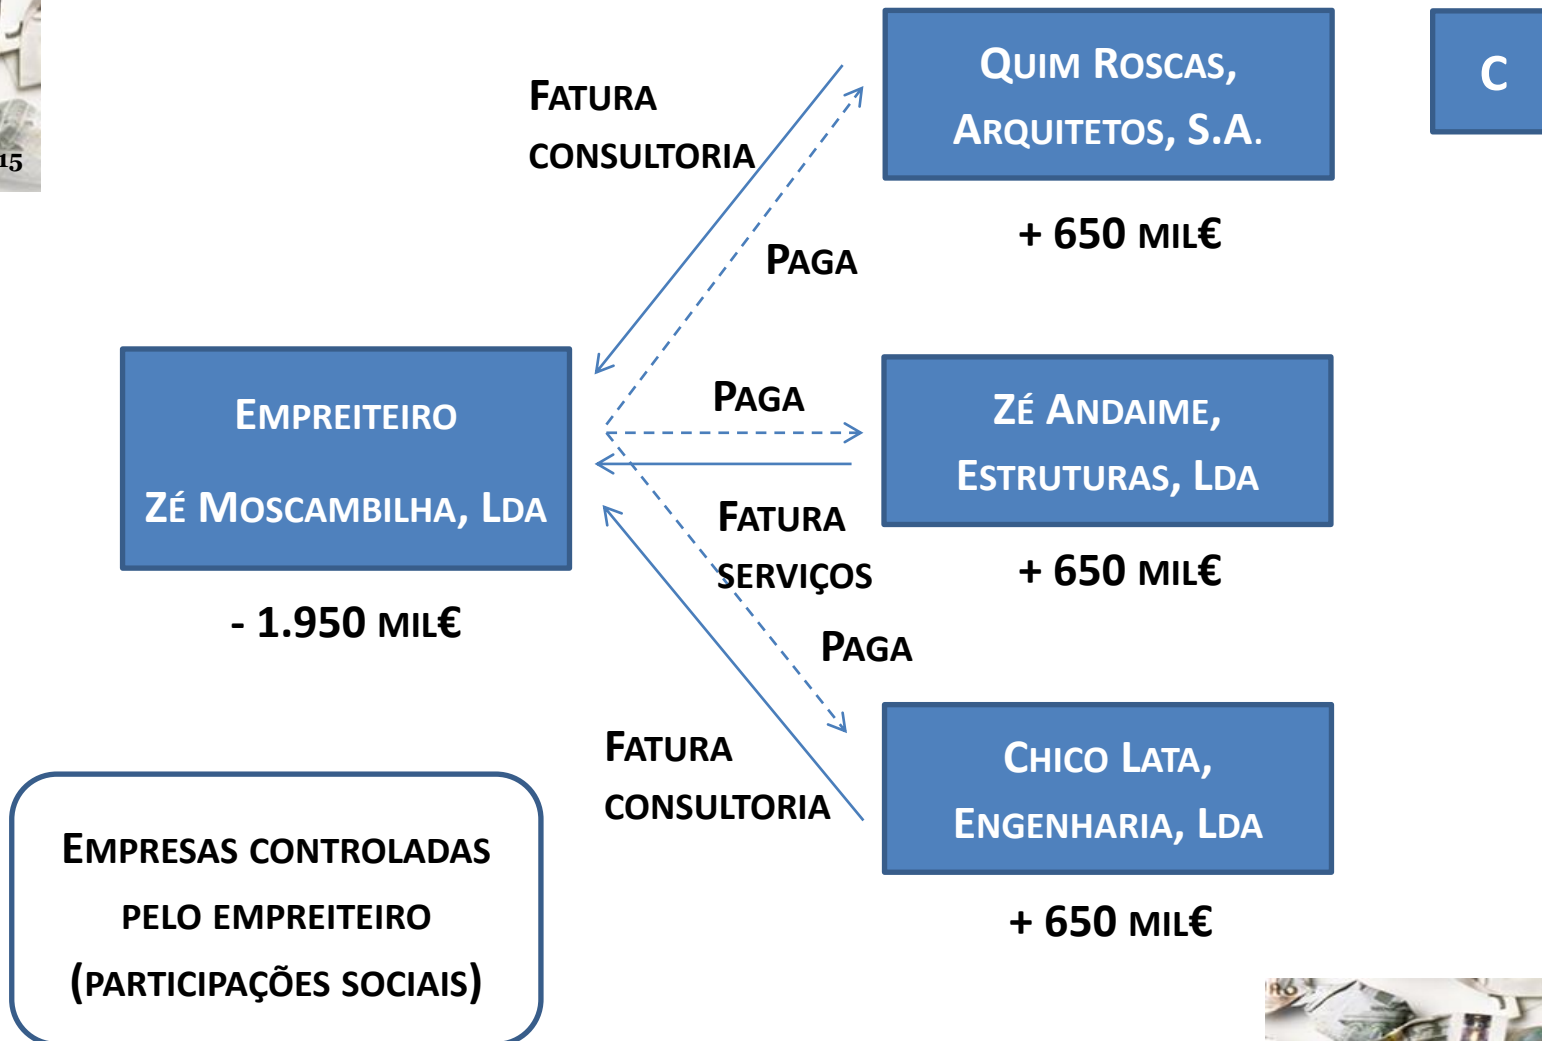 15
Fatura
consultoria
Quim Roscas,
Arquitetos, S.A.
C
+ 650 mil€
Paga
Empreiteiro
Zé Moscambilha, Lda
- 1.950 mil€
Paga
Zé Andaime,
Estruturas, Lda
Fatura
serviços
+ 650 mil€
Paga
Fatura
consultoria
Chico Lata,
Engenharia, Lda
+ 650 mil€
Empresas controladas
pelo empreiteiro
(participações sociais)